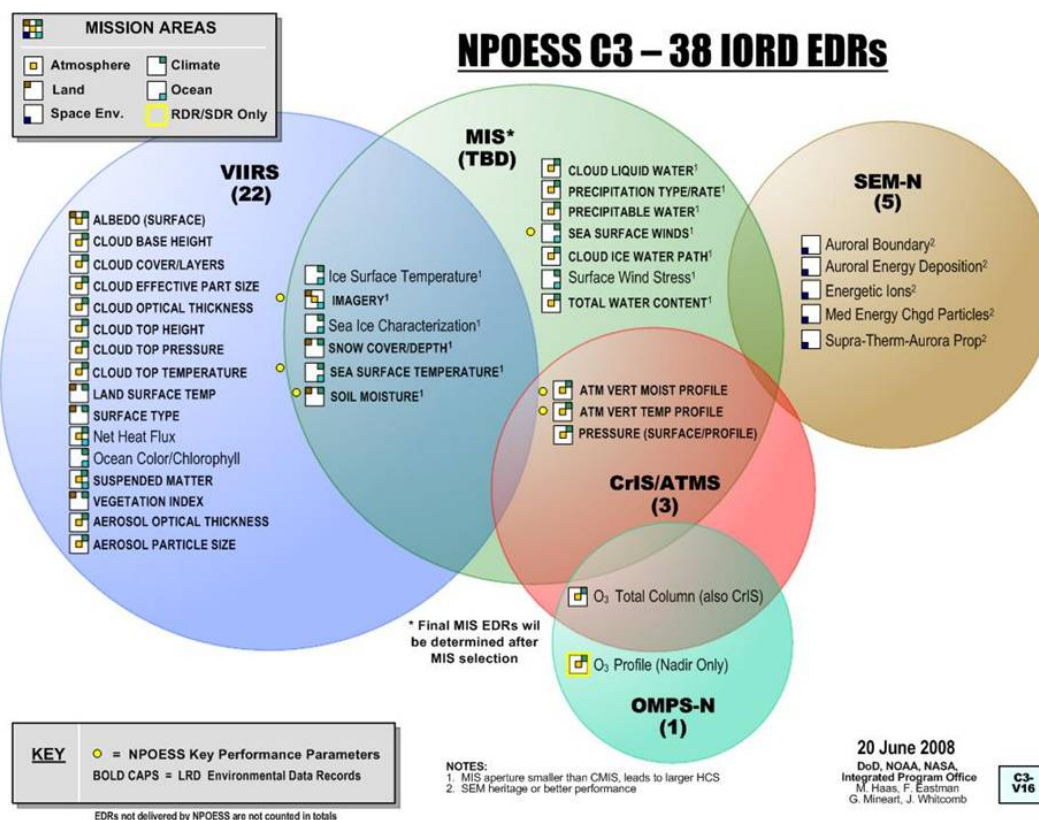 MISSION AREAS
Atmosphere
Climate
Land
Ocean
Space Env.
RDR/SDR Only
NPOESS C3 – 38 IORD EDRs
VIIRS
(22)
ALBEDO (SURFACE)
CLOUD BASE HEIGHT
CLOUD COVER/LAYERS
CLOUD EFFECTIVE PART SIZE
CLOUD OPTICAL THICKNESS
CLOUD TOP HEIGHT
CLOUD TOP PRESSURE
CLOUD TOP TEMPERATURE
LAND SURFACE TEMP
SURFACE TYPE
Net Heat Flux
Ocean Color/Chlorophyll
SUSPENDED MATTER
VEGETATION INDEX
AEROSOL OPTICAL THICKNESS
AEROSOL PARTICLE SIZE
Ice Surface Temperature¹
IMAGERY¹
Sea Ice Characterization¹
SNOW COVER/DEPTH¹
SEA SURFACE TEMPERATURE¹
SOIL MOISTURE¹
MIS*
(TBD)
CLOUD LIQUID WATER¹
PRECIPITATION TYPE/RATE¹
PRECIPITABLE WATER¹
SEA SURFACE WINDS¹
CLOUD ICE WATER PATH¹
Surface Wind Stress¹
TOTAL WATER CONTENT¹
SEM-N
(5)
Auroral Boundary²
Auroral Energy Deposition²
Energetic Ions²
Med Energy Chgd Particles²
Supra-Therm-Aurora Prop²
ATM VERT MOIST PROFILE
ATM VERT TEMP PROFILE
PRESSURE (SURFACE/PROFILE)
CrIS/ATMS
(3)
O₃ Total Column (also CrIS)
O₃ Profile (Nadir Only)
OMPS-N
(1)
* Final MIS EDRs wil
be determined after
MIS selection
KEY
= NPOESS Key Performance Parameters
BOLD CAPS = LRD Environmental Data Records
EDRs not delivered by NPOESS are not counted in totals
NOTES:
1. MIS aperture smaller than CMIS, leads to larger HCS
2. SEM heritage or better performance
20 June 2008
DoD, NOAA, NASA,
Integrated Program Office
M. Haas, F. Eastman
G. Mineart, J. Whitcomb
C3-
V16